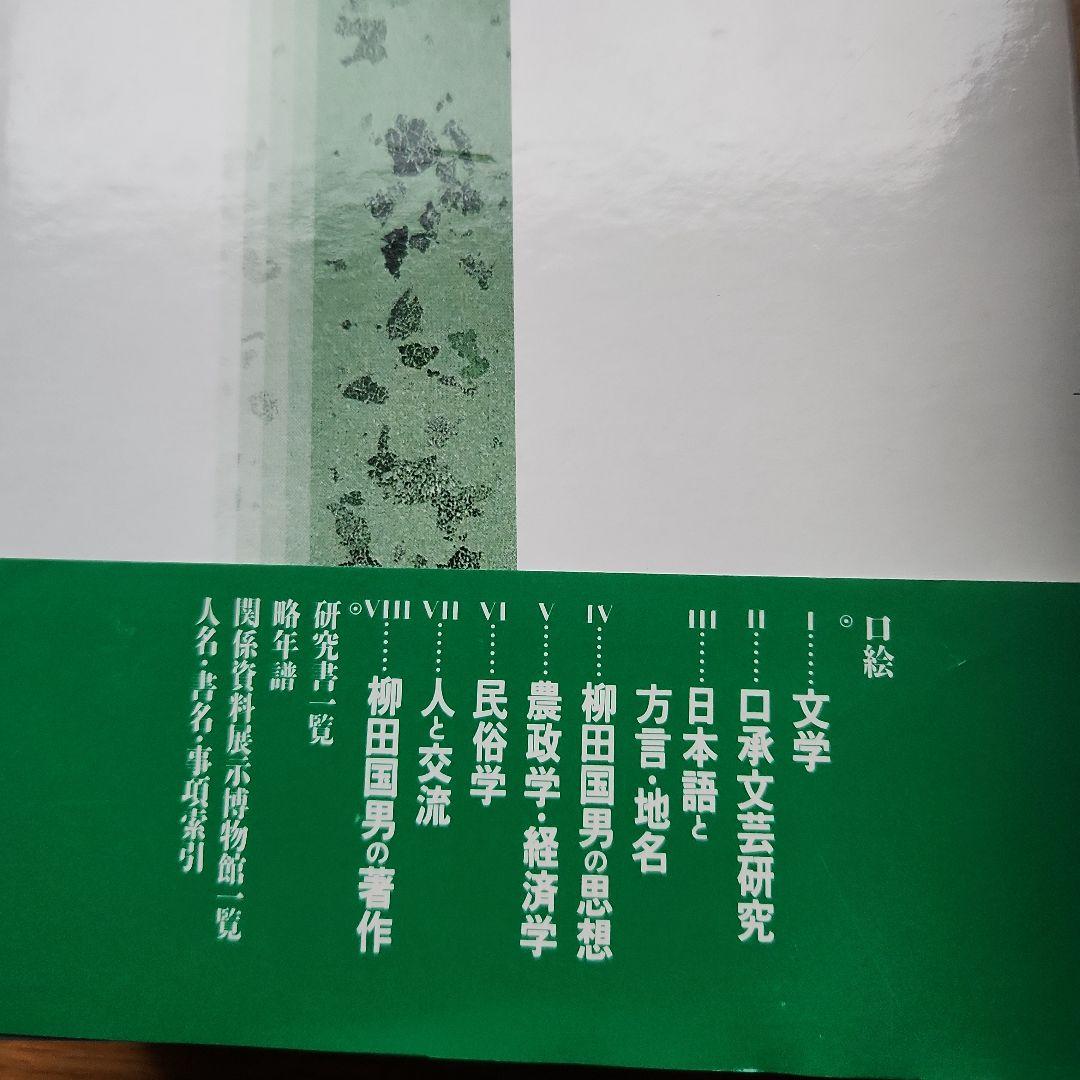 口絵
◎
I……文学
II……口承文芸研究
III……日本語と
方言・地名
IV……柳田国男の思想
V……農政学・経済学
VI……民俗学
VII……人と交流
VIII……柳田国男の著作
◎
研究書一覧
略年譜
関係資料展示博物館一覧
人名・書名・事項索引